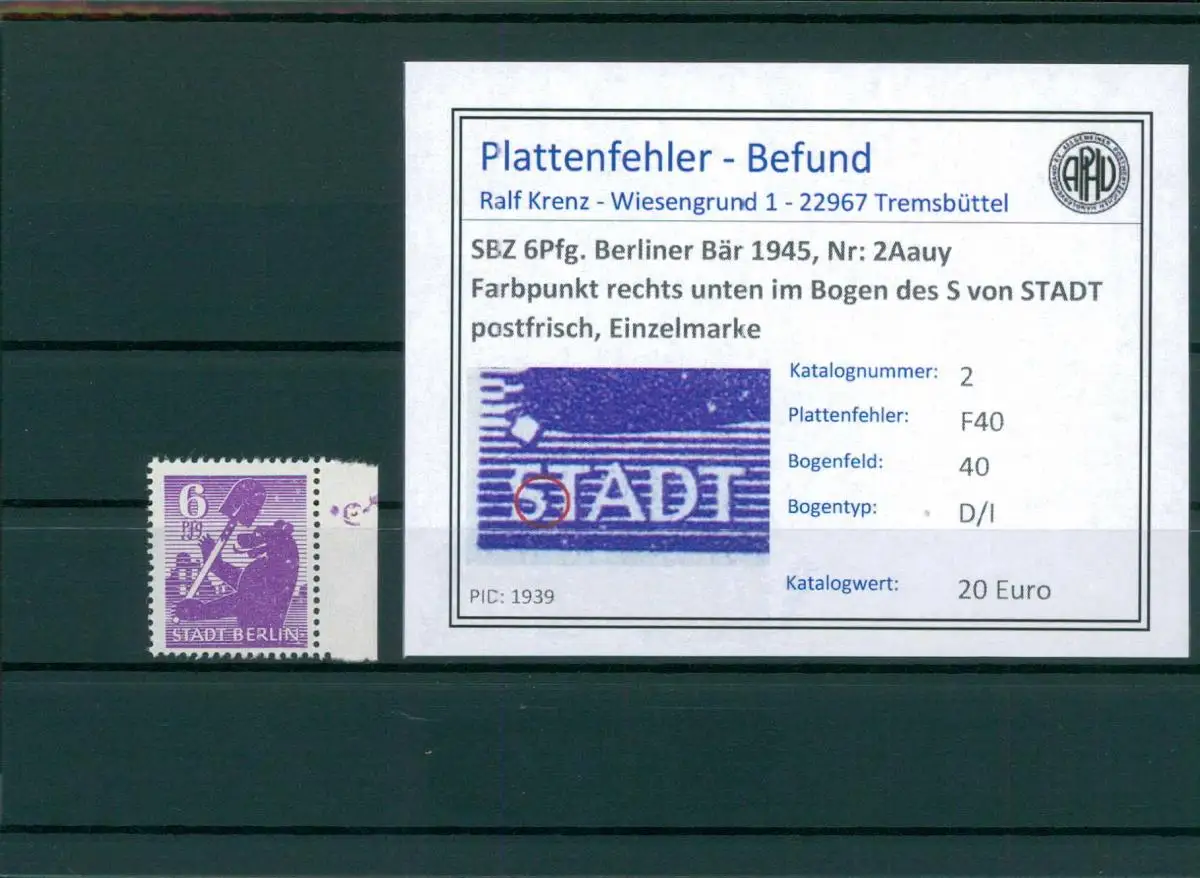 Plattenfehler - Befund
Ralf Krenz - Wiesengrund 1 - 22967 Tremsbüttel
APHV
SBZ 6Pfg. Berliner Bär 1945, Nr: 2Aauy
Farbpunkt rechts unten im Bogen des S von STADT
postfrisch, Einzelmarke
STADT
Katalognummer: 2
Plattenfehler: F40
Bogenfeld: 40
Bogentyp: D/I
Katalogwert: 20 Euro
PID: 1939
6
Pfg
STADT BERLIN